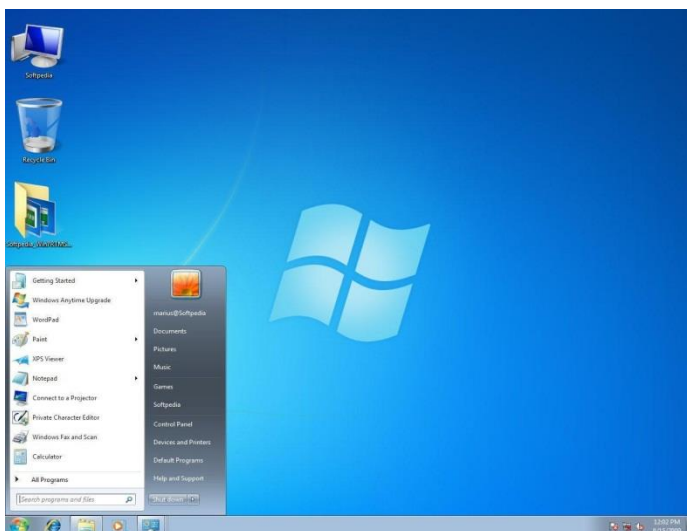 Softpedia
Recycle Bin
Getting Started
Windows Anytime Upgrade
WordPad
Paint
XPS Viewer
Notepad
Connect to a Projector
Private Character Editor
Windows Fax and Scan
Calculator
All Programs
Search programs and files
marius@Softpedia
Documents
Pictures
Music
Games
Softpedia
Control Panel
Devices and Printers
Default Programs
Help and Support
Shut down
12:02 PM